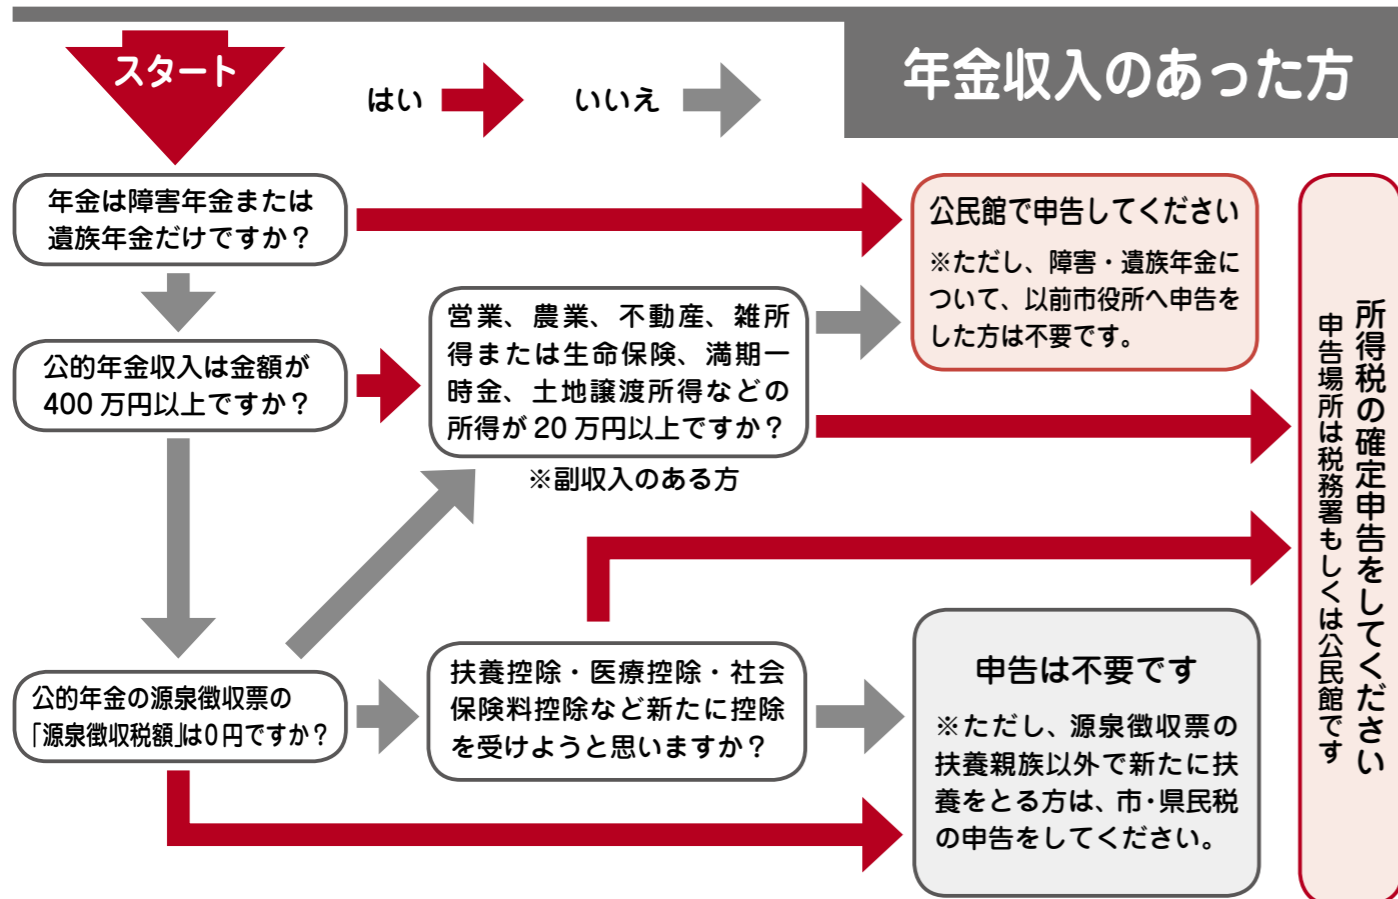 スタート
はい
いいえ
年金収入のあった方
年金は障害年金または
遺族年金だけですか？
公民館で申告してください
※ただし、障害・遺族年金に
ついて、以前市役所へ申告を
した方は不要です。
公的年金収入は金額が
400万円以上ですか？
営業、農業、不動産、雑所
得または生命保険、満期一
時金、土地譲渡所得などの
所得が20万円以上ですか？
※副収入のある方
公的年金の源泉徴収票の
「源泉徴収税額」は0円ですか？
扶養控除・医療控除・社会
保険料控除など新たに控除
を受けようと思いますか？
申告は不要です
※ただし、源泉徴収票の
扶養親族以外で新たに扶
養をとる方は、市・県民税
の申告をしてください。
所得税の確定申告をしてください
申告場所は税務署もしくは公民館です